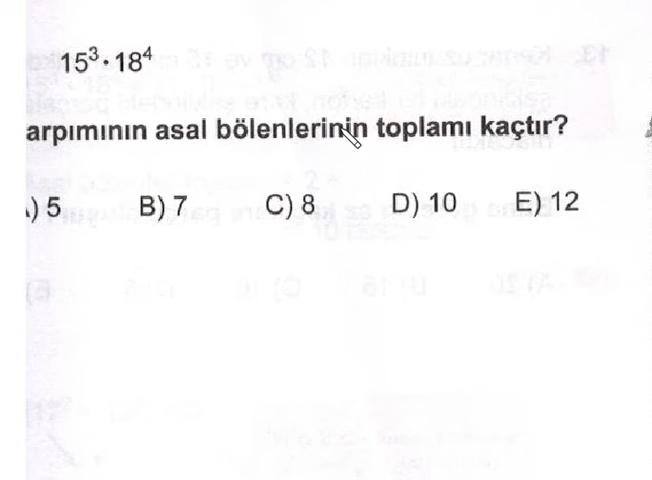 15³ · 18⁴
arpımının asal bölenlerinin toplamı kaçtır?
) 5 B) 7 C) 8 D) 10 E) 12